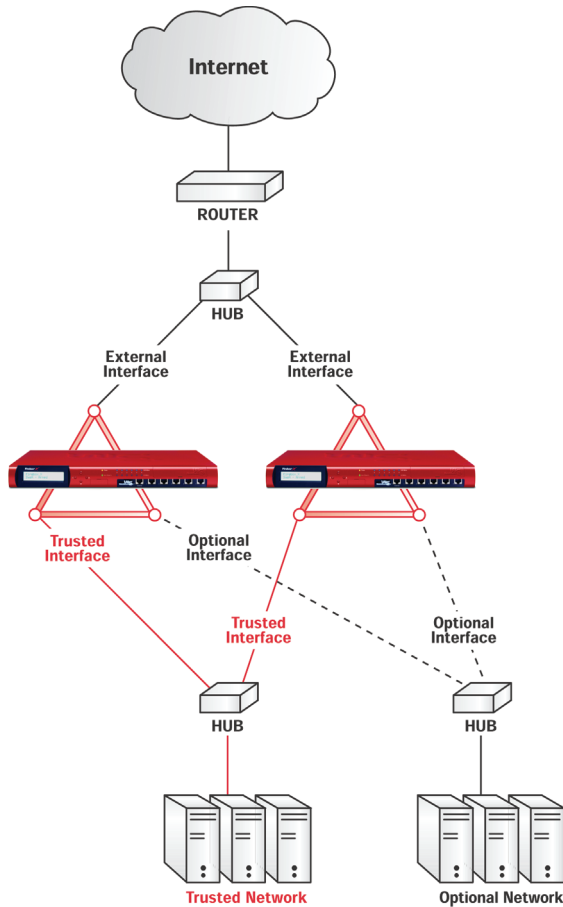 Internet
ROUTER
HUB
External
Interface
External
Interface
Trusted
Interface
Optional
Interface
Trusted
Interface
Optional
Interface
HUB
HUB
Trusted Network
Optional Network